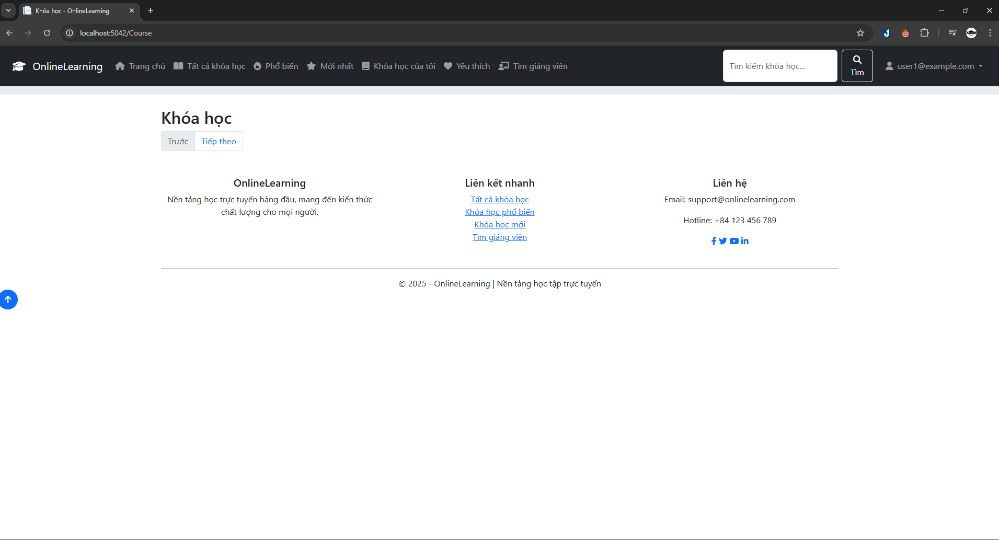 Khóa học - OnlineLearning
localhost:5042/Course
OnlineLearning
Trang chủ
Tất cả khóa học
Phổ biến
Mới nhất
Khóa học của tôi
Yêu thích
Tìm giảng viên
Tìm kiếm khóa học...
Tìm
user1@example.com
Khóa học
Trước
Tiếp theo
OnlineLearning
Nền tảng học trực tuyến hàng đầu, mang đến kiến thức
chất lượng cho mọi người.
Liên kết nhanh
Tất cả khóa học
Khóa học phổ biến
Khóa học mới
Tìm giảng viên
Liên hệ
Email: support@onlinelearning.com
Hotline: +84 123 456 789
© 2025 - OnlineLearning | Nền tảng học tập trực tuyến